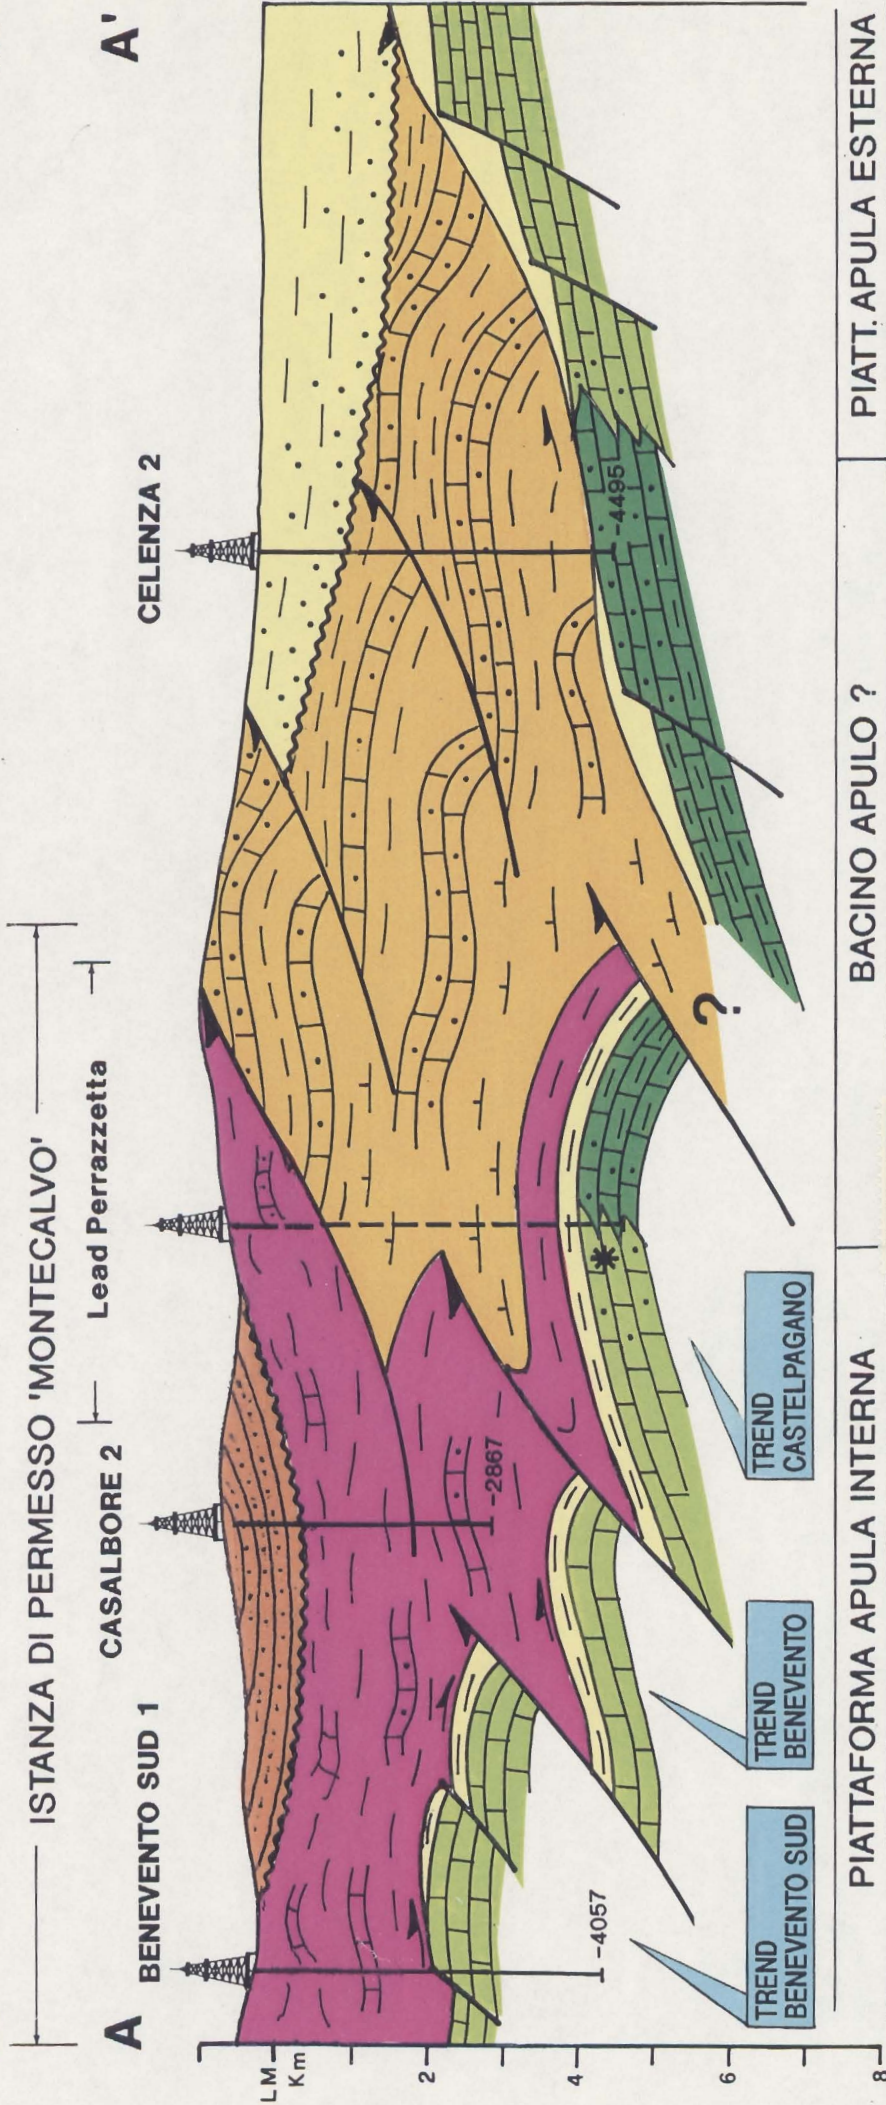 ISTANZA DI PERMESSO 'MONTECALVO'
Lead Perrazzetta
A
A'
BENEVENTO SUD 1
CASALBORE 2
CELENZA 2
LM
Km
2
4
6
8
-4057
-2867
-4495
?
*
TREND
BENEVENTO SUD
TREND
BENEVENTO
TREND
CASTELPAGANO
PIATTAFORMA APULA INTERNA
BACINO APULO ?
PIATT. APULA ESTERNA